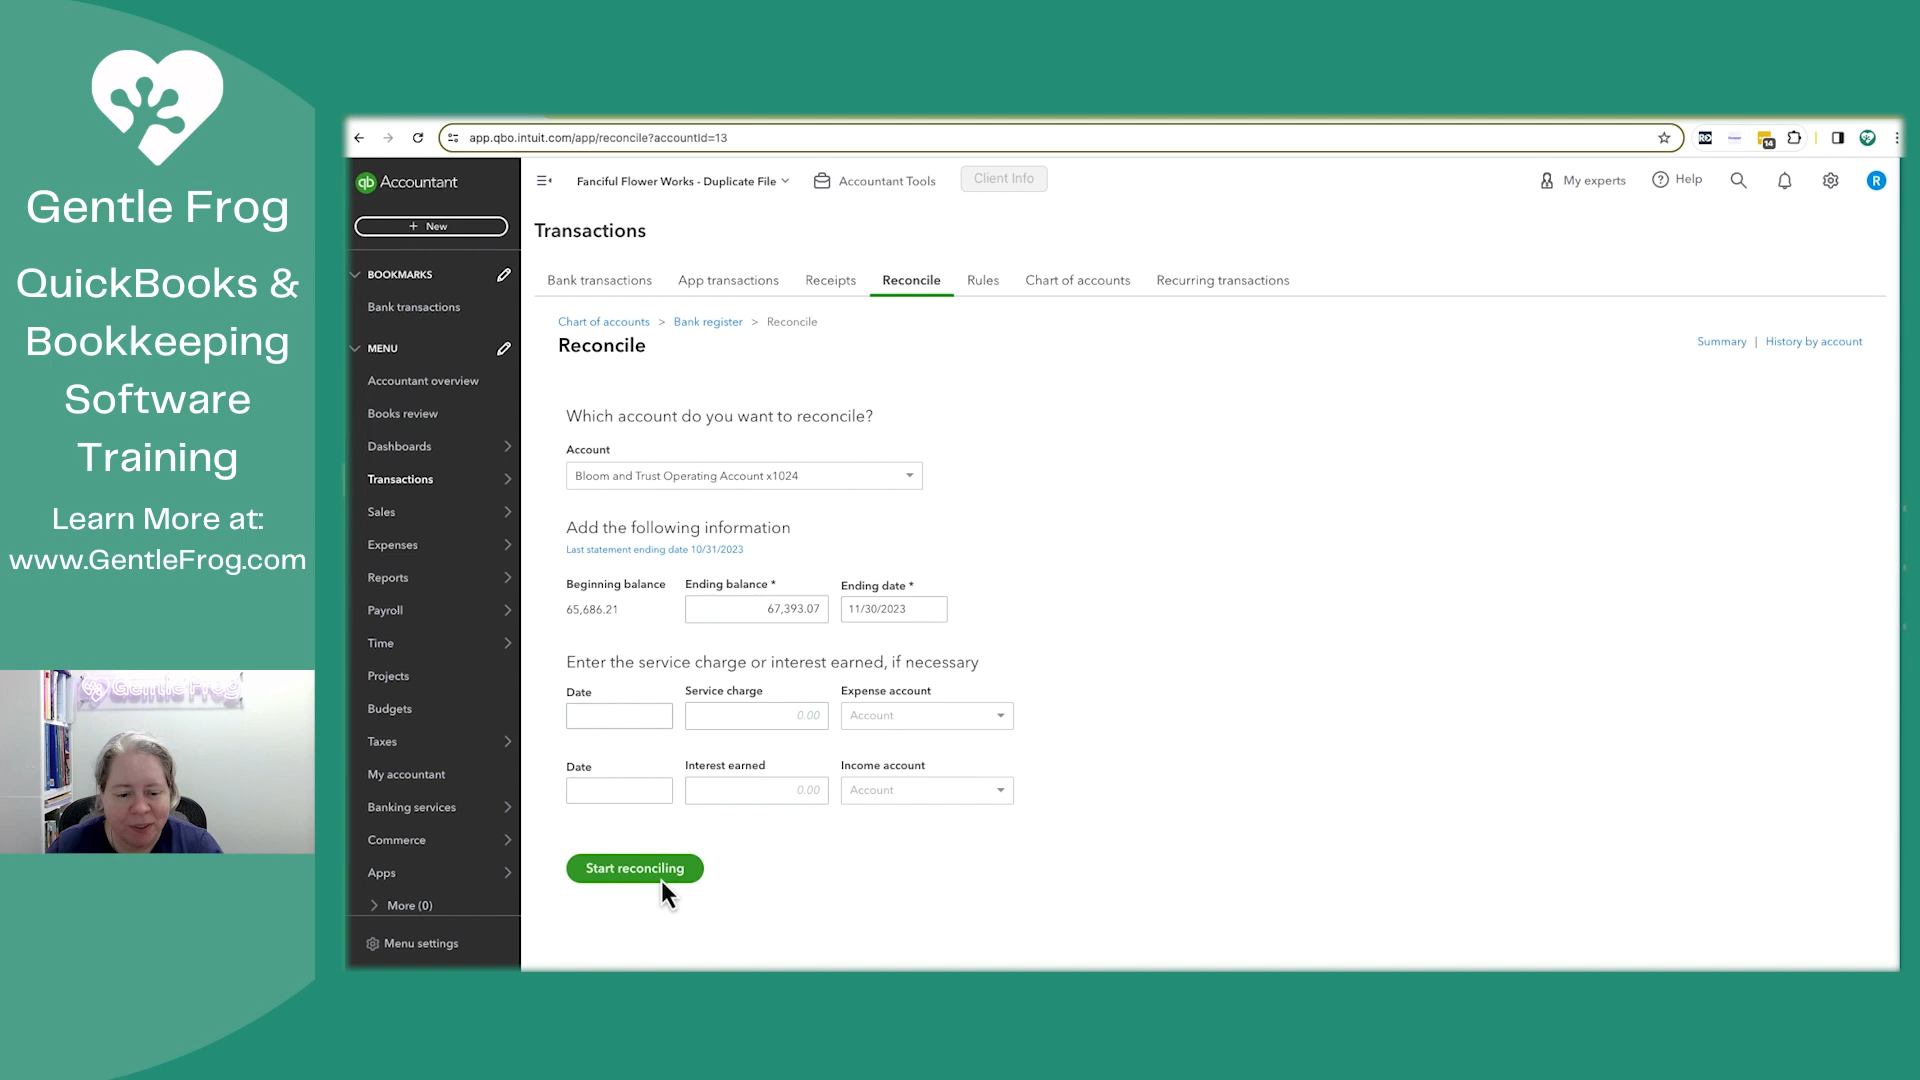 Gentle Frog
QuickBooks &
Bookkeeping
Software
Training
Learn More at:
www.GentleFrog.com
Gentle Frog
app.qbo.intuit.com/app/reconcile?accountId=13
14
qb Accountant
+ New
BOOKMARKS
Bank transactions
MENU
Accountant overview
Books review
Dashboards
Transactions
Sales
Expenses
Reports
Payroll
Time
Projects
Budgets
Taxes
My accountant
Banking services
Commerce
Apps
More (0)
Menu settings
Fanciful Flower Works - Duplicate File
Accountant Tools
Client Info
My experts
Help
R
Transactions
Bank transactions App transactions Receipts Reconcile Rules Chart of accounts Recurring transactions
Chart of accounts > Bank register > Reconcile
Reconcile
Summary | History by account
Which account do you want to reconcile?
Account
Bloom and Trust Operating Account x1024
Add the following information
Last statement ending date 10/31/2023
Beginning balance Ending balance * Ending date *
65,686.21 67,393.07 11/30/2023
Enter the service charge or interest earned, if necessary
Date Service charge Expense account
0.00 Account
Date Interest earned Income account
0.00 Account
Start reconciling